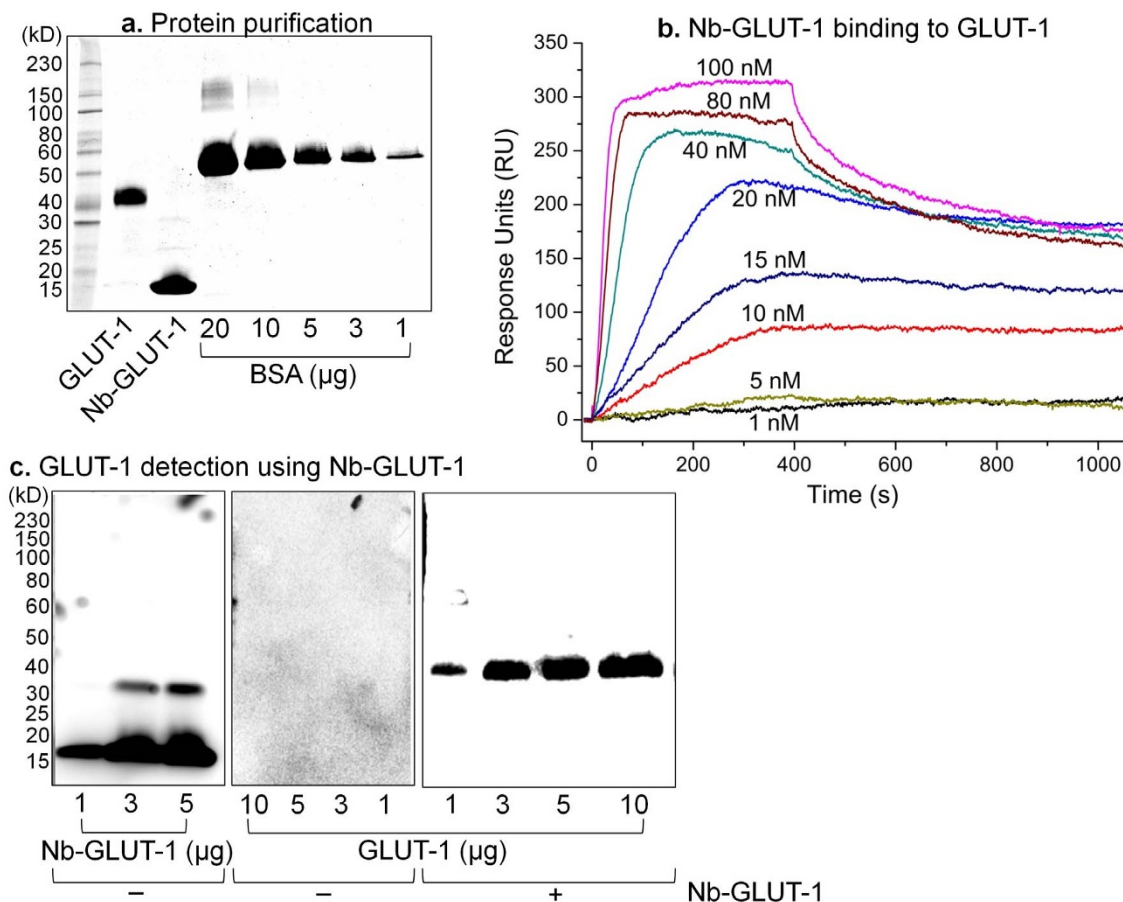 a. Protein purification
(kD)
230
150
100
80
60
50
40
30
20
15
GLUT-1
Nb-GLUT-1
20 10 5 3 1
BSA (µg)
b. Nb-GLUT-1 binding to GLUT-1
Response Units (RU)
350
300
250
200
150
100
50
0
100 nM
80 nM
40 nM
20 nM
15 nM
10 nM
5 nM
1 nM
0 200 400 600 800 1000
Time (s)
c. GLUT-1 detection using Nb-GLUT-1
(kD)
230
150
100
80
60
50
40
30
25
20
15
1 3 5 10 5 3 1 1 3 5 10
Nb-GLUT-1 (µg) GLUT-1 (µg)
– – + Nb-GLUT-1